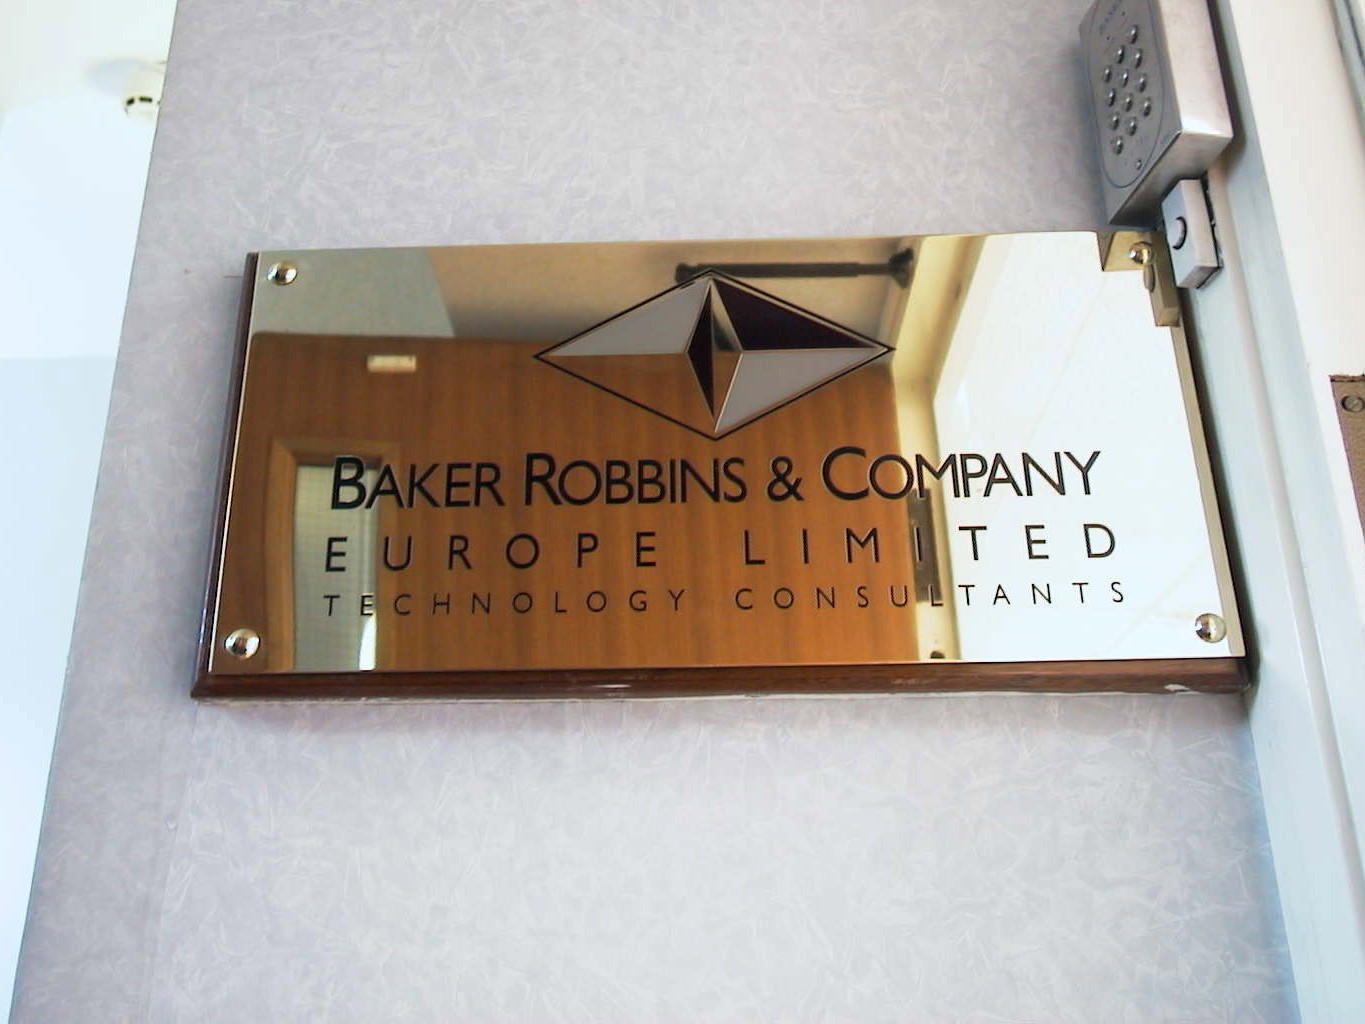 BAKER ROBBINS & COMPANY
EUROPE LIMITED
TECHNOLOGY CONSULTANTS